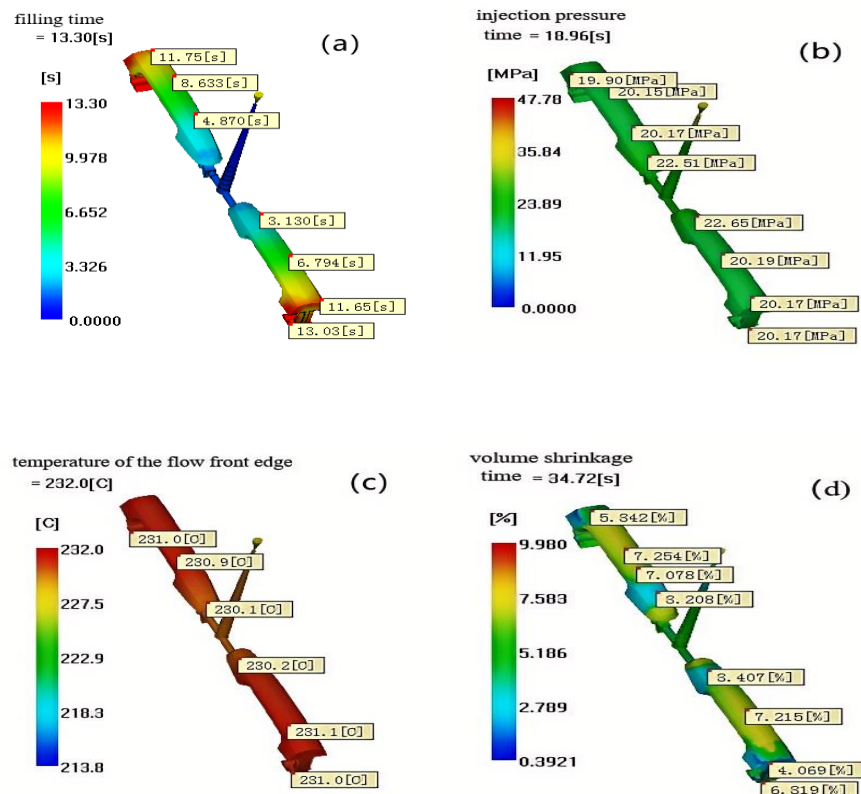 filling time
= 13.30[s]
(a)
[s]
13.30
9.978
6.652
3.326
0.0000
11.75[s]
8.633[s]
4.870[s]
3.130[s]
6.794[s]
11.65[s]
13.03[s]
injection pressure
time = 18.96[s]
(b)
[MPa]
47.78
35.84
23.89
11.95
0.0000
19.90[MPa]
20.15[MPa]
20.17[MPa]
22.51[MPa]
22.65[MPa]
20.19[MPa]
20.17[MPa]
20.17[MPa]
temperature of the flow front edge
= 232.0[C]
(c)
[C]
232.0
227.5
222.9
218.3
213.8
231.0[C]
230.9[C]
230.1[C]
230.2[C]
231.1[C]
231.0[C]
volume shrinkage
time = 34.72[s]
(d)
[%]
9.980
7.583
5.186
2.789
0.3921
5.342[%]
7.254[%]
7.078[%]
3.208[%]
3.407[%]
7.215[%]
4.069[%]
6.319[%]